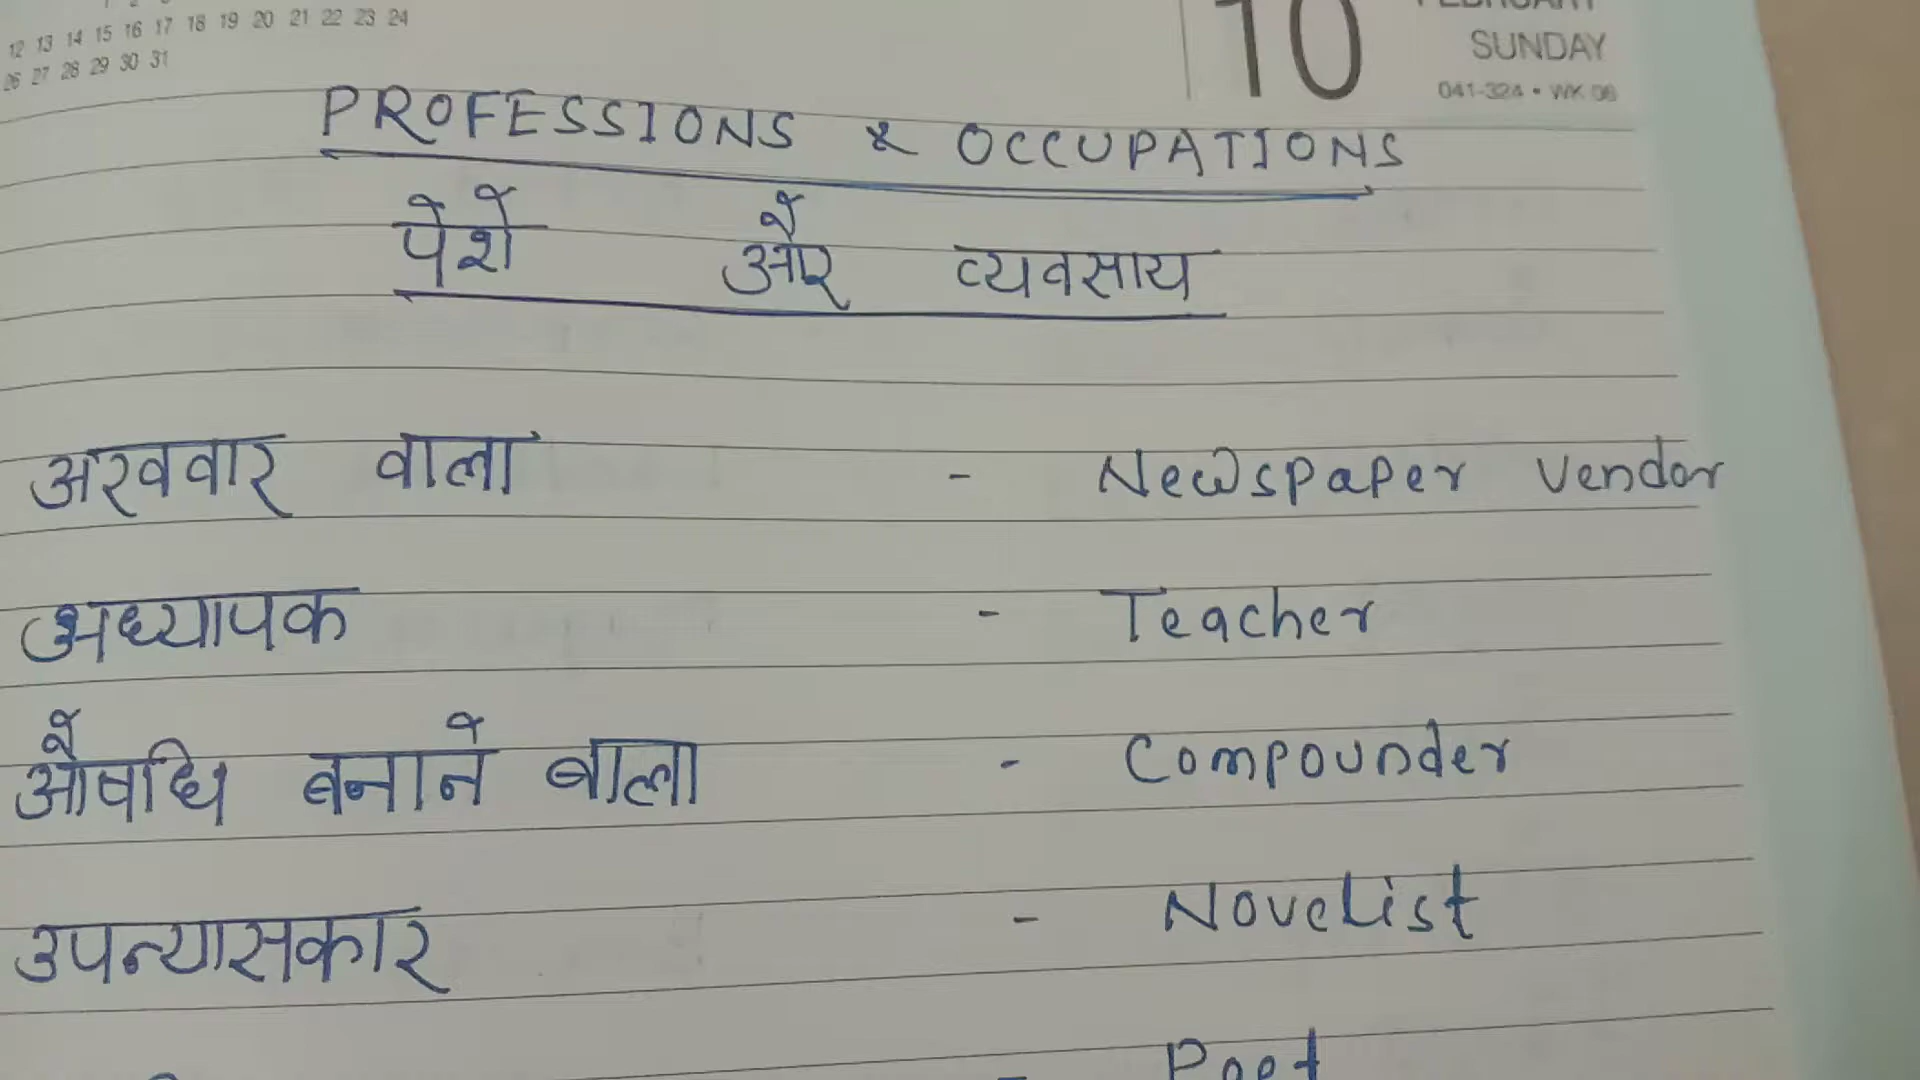 12 13 14 15 16 17 18 19 20 21 22 23 24
26 27 28 29 30 31
10
FEBRUARY
SUNDAY
041-324 • WK 06
PROFESSIONS & OCCUPATIONS
पेशे और व्यवसाय
अखवार वाला - Newspaper Vendor
अध्यापक - Teacher
औषधि बनाने बाला - Compounder
उपन्यासकार - Novelist
- Poet